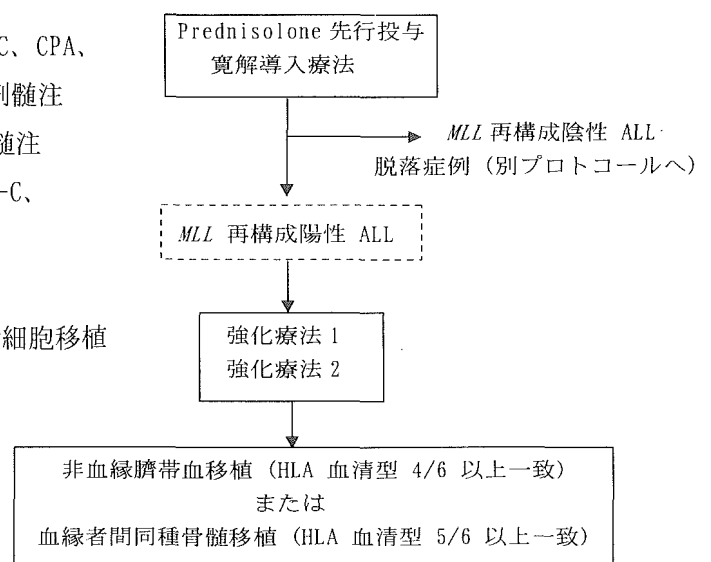 C、CPA、
髄注
髄注
-C、
細胞移植
Prednisolone 先行投与
寛解導入療法
MLL 再構成陰性 ALL
脱落症例 (別プロトコールへ)
MLL 再構成陽性 ALL
強化療法 1
強化療法 2
非血縁臍帯血移植 (HLA 血清型 4/6 以上一致)
または
血縁者間同種骨髄移植 (HLA 血清型 5/6 以上一致)